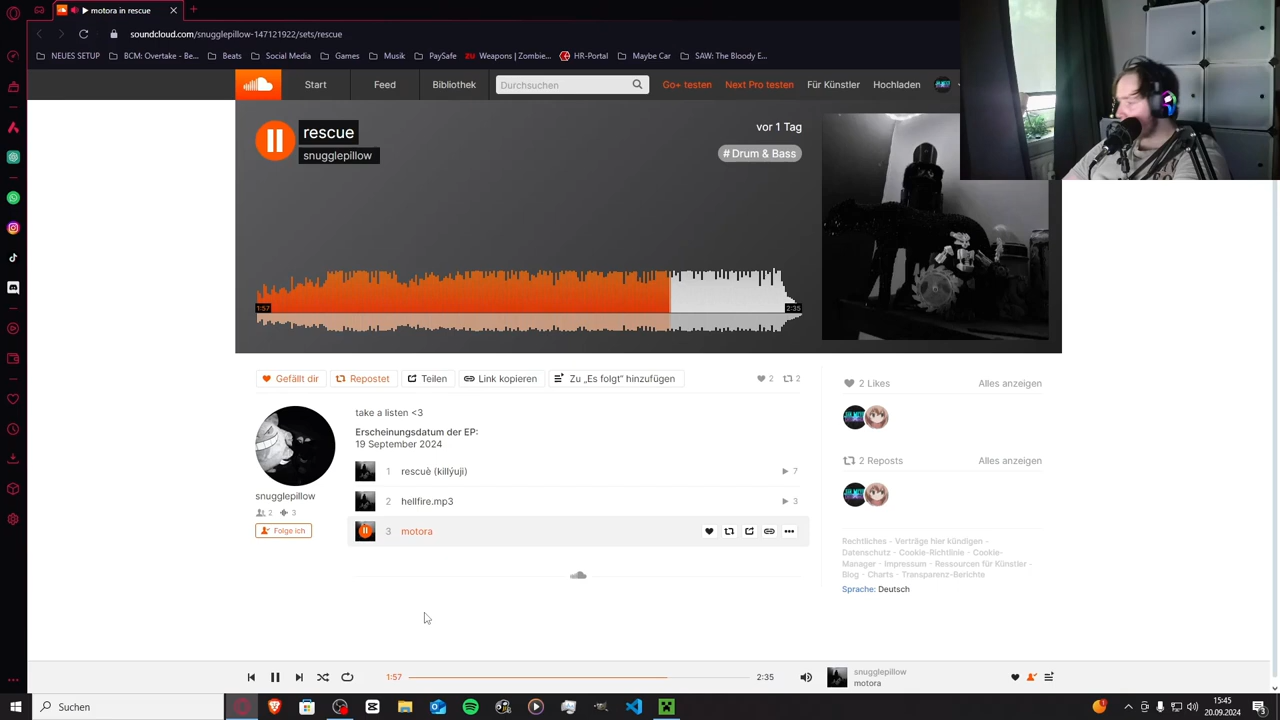 motora in rescue
soundcloud.com/snugglepillow-147121922/sets/rescue
NEUES SETUP
BCM: Overtake - Be...
Beats
Social Media
Games
Musik
PaySafe
Weapons | Zombie...
HR-Portal
Maybe Car
SAW: The Bloody E...
Start
Feed
Bibliothek
Durchsuchen
Go+ testen
Next Pro testen
Für Künstler
Hochladen
rescue
snugglepillow
vor 1 Tag
# Drum & Bass
1:57
2:35
Gefällt dir
Repostet
Teilen
Link kopieren
Zu „Es folgt" hinzufügen
2
2
take a listen <3
Erscheinungsdatum der EP:
19 September 2024
snugglepillow
2
3
Folge ich
1 rescuè (killýuji)
7
2 hellfire.mp3
3
3 motora
2 Likes
Alles anzeigen
2 Reposts
Alles anzeigen
Rechtliches - Verträge hier kündigen -
Datenschutz - Cookie-Richtlinie - Cookie-
Manager - Impressum - Ressourcen für Künstler -
Blog - Charts - Transparenz-Berichte
Sprache: Deutsch
1:57
2:35
snugglepillow
motora
Suchen
15:45
20.09.2024